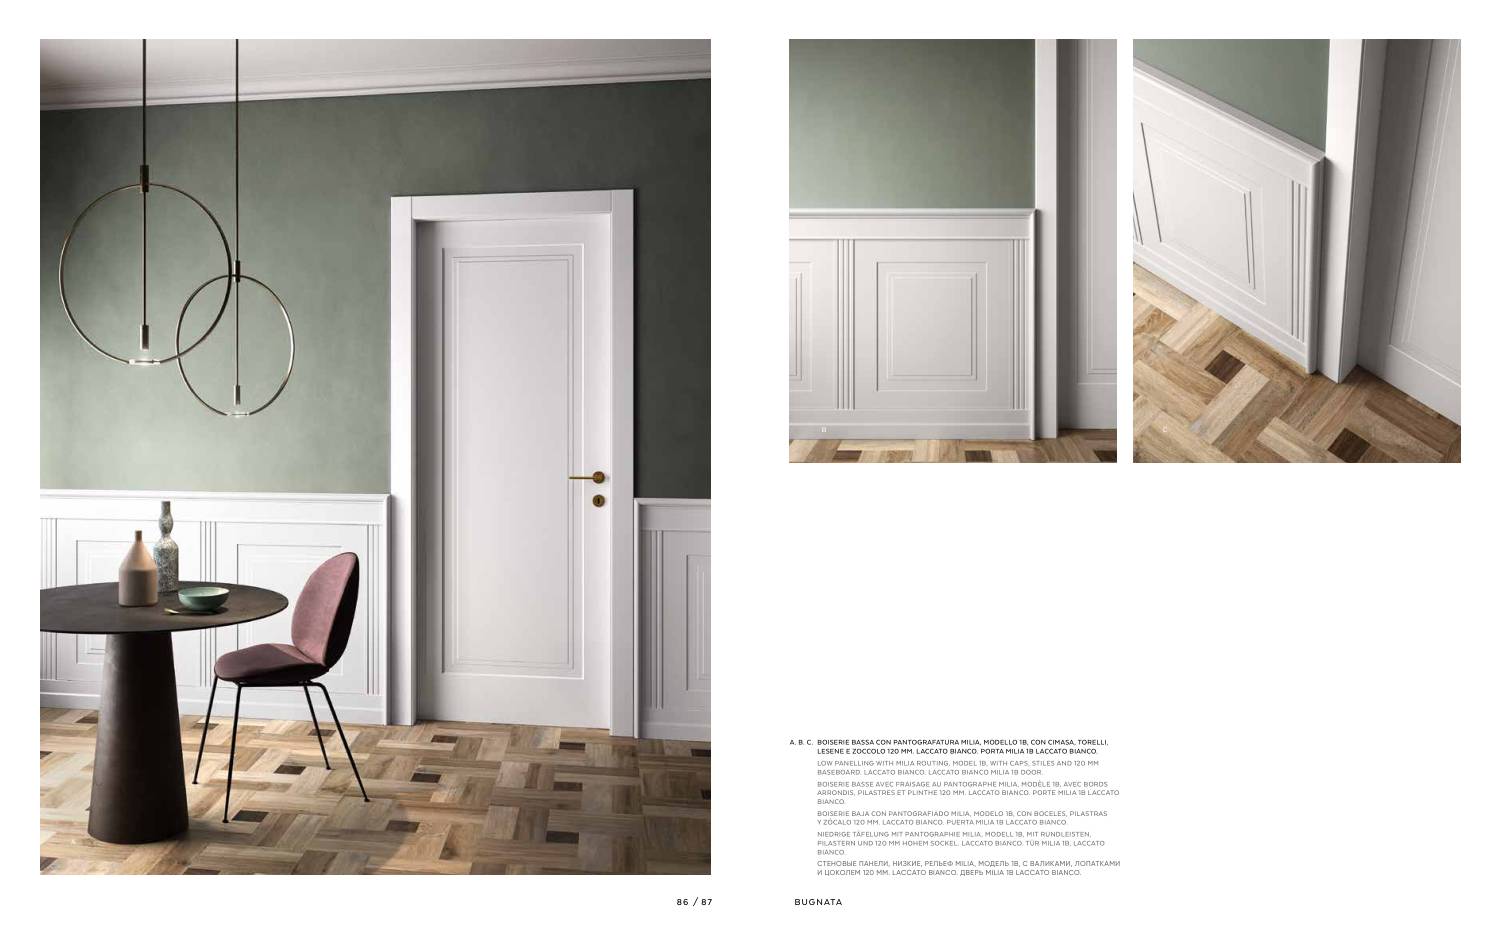 A
B
C
A. B. C. BOISERIE BASSA CON PANTOGRAFATURA MILIA, MODELLO 1B, CON CIMASA, TORELLI,
LESENE E ZOCCOLO 120 MM. LACCATO BIANCO. PORTA MILIA 1B LACCATO BIANCO.
LOW PANELLING WITH MILIA ROUTING, MODEL 1B, WITH CAPS, STILES AND 120 MM
BASEBOARD. LACCATO BIANCO. LACCATO BIANCO MILIA 1B DOOR.
BOISERIE BASSE AVEC FRAISAGE AU PANTOGRAPHE MILIA, MODÈLE 1B, AVEC BORDS
ARRONDIS, PILASTRES ET PLINTHE 120 MM. LACCATO BIANCO. PORTE MILIA 1B LACCATO
BIANCO.
BOISERIE BAJA CON PANTOGRAFIADO MILIA, MODELO 1B, CON BOCELES, PILASTRAS
Y ZÓCALO 120 MM. LACCATO BIANCO. PUERTA MILIA 1B LACCATO BIANCO.
NIEDRIGE TÄFELUNG MIT PANTOGRAPHIE MILIA, MODELL 1B, MIT RUNDLEISTEN,
PILASTERN UND 120 MM HOHEM SOCKEL. LACCATO BIANCO. TÜR MILIA 1B, LACCATO
BIANCO.
СТЕНОВЫЕ ПАНЕЛИ, НИЗКИЕ, РЕЛЬЕФ MILIA, МОДЕЛЬ 1B, С ВАЛИКАМИ, ЛОПАТКАМИ
И ЦОКОЛЕМ 120 ММ. LACCATO BIANCO. ДВЕРЬ MILIA 1B LACCATO BIANCO.
86 / 87
BUGNATA